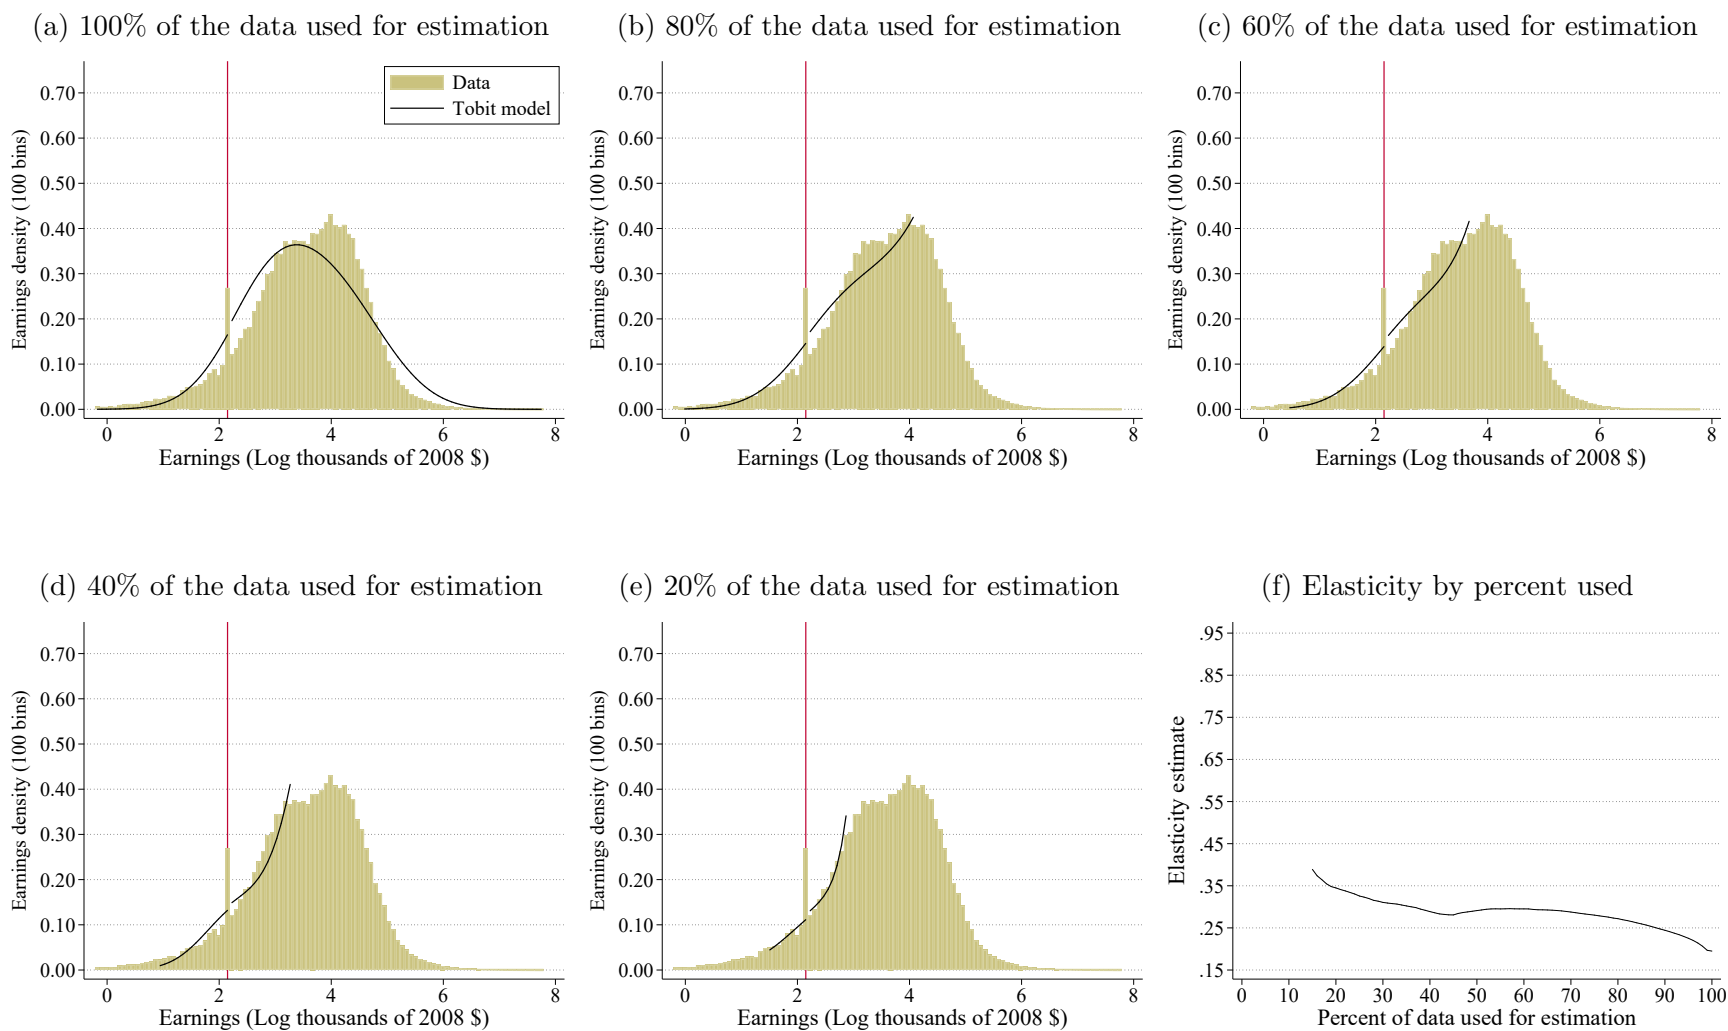 (a) 100% of the data used for estimation
Earnings density (100 bins)
0.70
0.60
0.50
0.40
0.30
0.20
0.10
0.00
Data
Tobit model
0 2 4 6 8
Earnings (Log thousands of 2008 $)
(b) 80% of the data used for estimation
Earnings density (100 bins)
0.70
0.60
0.50
0.40
0.30
0.20
0.10
0.00
0 2 4 6 8
Earnings (Log thousands of 2008 $)
(c) 60% of the data used for estimation
Earnings density (100 bins)
0.70
0.60
0.50
0.40
0.30
0.20
0.10
0.00
0 2 4 6 8
Earnings (Log thousands of 2008 $)
(d) 40% of the data used for estimation
Earnings density (100 bins)
0.70
0.60
0.50
0.40
0.30
0.20
0.10
0.00
0 2 4 6 8
Earnings (Log thousands of 2008 $)
(e) 20% of the data used for estimation
Earnings density (100 bins)
0.70
0.60
0.50
0.40
0.30
0.20
0.10
0.00
0 2 4 6 8
Earnings (Log thousands of 2008 $)
(f) Elasticity by percent used
Elasticity estimate
.95
.85
.75
.65
.55
.45
.35
.25
.15
0 10 20 30 40 50 60 70 80 90 100
Percent of data used for estimation